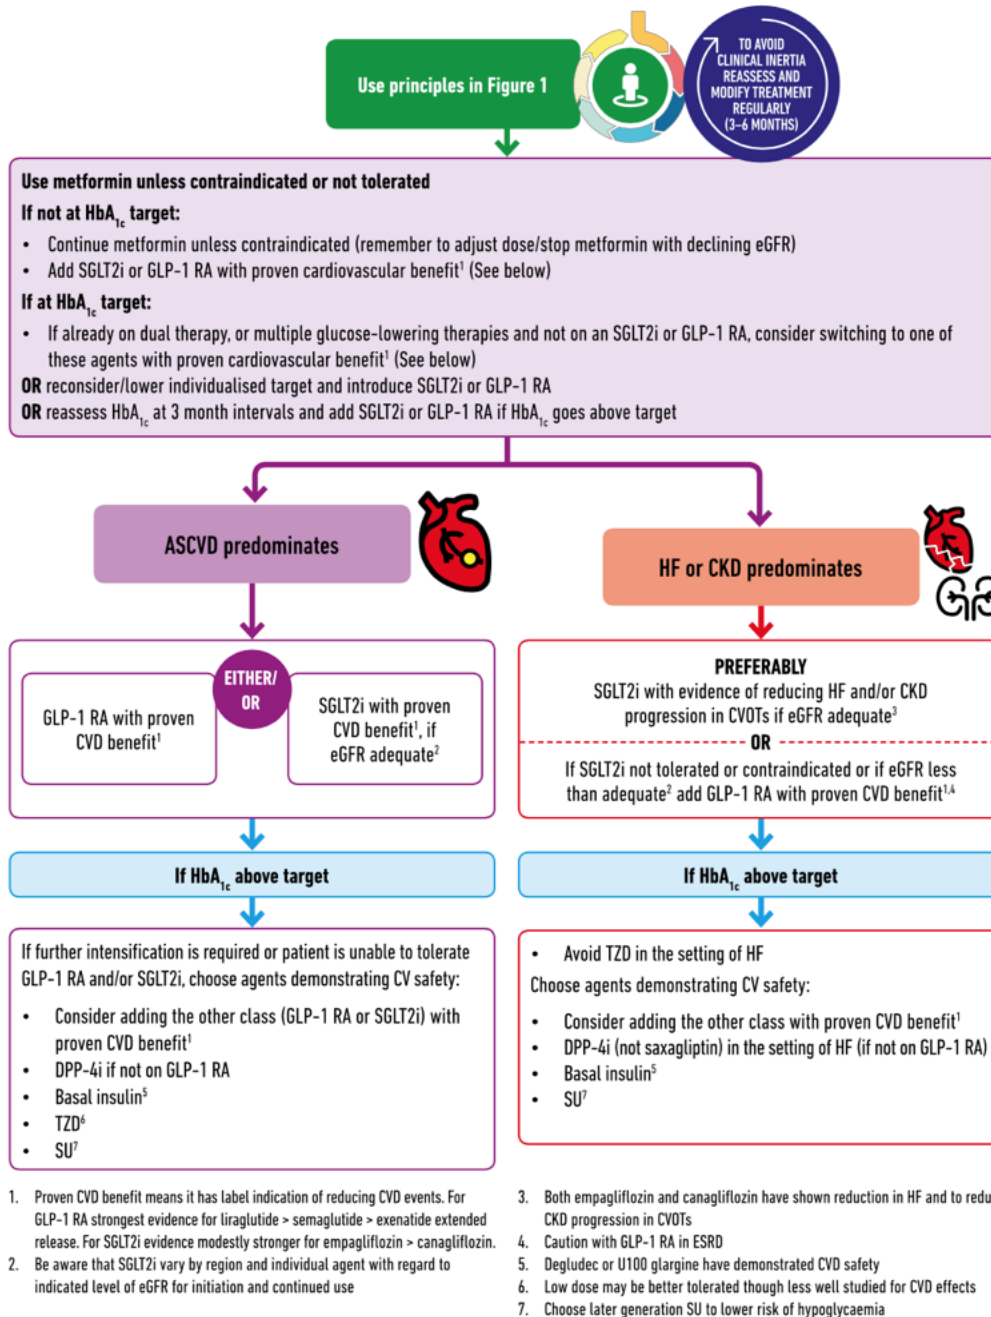 Use principles in Figure 1
TO AVOID
CLINICAL INERTIA
REASSESS AND
MODIFY TREATMENT
REGULARLY
(3–6 MONTHS)
Use metformin unless contraindicated or not tolerated
If not at HbA1c target:
• Continue metformin unless contraindicated (remember to adjust dose/stop metformin with declining eGFR)
• Add SGLT2i or GLP-1 RA with proven cardiovascular benefit1 (See below)
If at HbA1c target:
• If already on dual therapy, or multiple glucose-lowering therapies and not on an SGLT2i or GLP-1 RA, consider switching to one of
these agents with proven cardiovascular benefit1 (See below)
OR reconsider/lower individualised target and introduce SGLT2i or GLP-1 RA
OR reassess HbA1c at 3 month intervals and add SGLT2i or GLP-1 RA if HbA1c goes above target
ASCVD predominates
EITHER/
OR
GLP-1 RA with proven
CVD benefit1
SGLT2i with proven
CVD benefit1, if
eGFR adequate2
If HbA1c above target
If further intensification is required or patient is unable to tolerate
GLP-1 RA and/or SGLT2i, choose agents demonstrating CV safety:
• Consider adding the other class (GLP-1 RA or SGLT2i) with
proven CVD benefit1
• DPP-4i if not on GLP-1 RA
• Basal insulin5
• TZD6
• SU7
HF or CKD predominates
PREFERABLY
SGLT2i with evidence of reducing HF and/or CKD
progression in CVOTs if eGFR adequate3
OR
If SGLT2i not tolerated or contraindicated or if eGFR less
than adequate2 add GLP-1 RA with proven CVD benefit1,4
If HbA1c above target
• Avoid TZD in the setting of HF
Choose agents demonstrating CV safety:
• Consider adding the other class with proven CVD benefit1
• DPP-4i (not saxagliptin) in the setting of HF (if not on GLP-1 RA)
• Basal insulin5
• SU7
1. Proven CVD benefit means it has label indication of reducing CVD events. For
GLP-1 RA strongest evidence for liraglutide > semaglutide > exenatide extended
release. For SGLT2i evidence modestly stronger for empagliflozin > canagliflozin.
2. Be aware that SGLT2i vary by region and individual agent with regard to
indicated level of eGFR for initiation and continued use
3. Both empagliflozin and canagliflozin have shown reduction in HF and to redu
CKD progression in CVOTs
4. Caution with GLP-1 RA in ESRD
5. Degludec or U100 glargine have demonstrated CVD safety
6. Low dose may be better tolerated though less well studied for CVD effects
7. Choose later generation SU to lower risk of hypoglycaemia